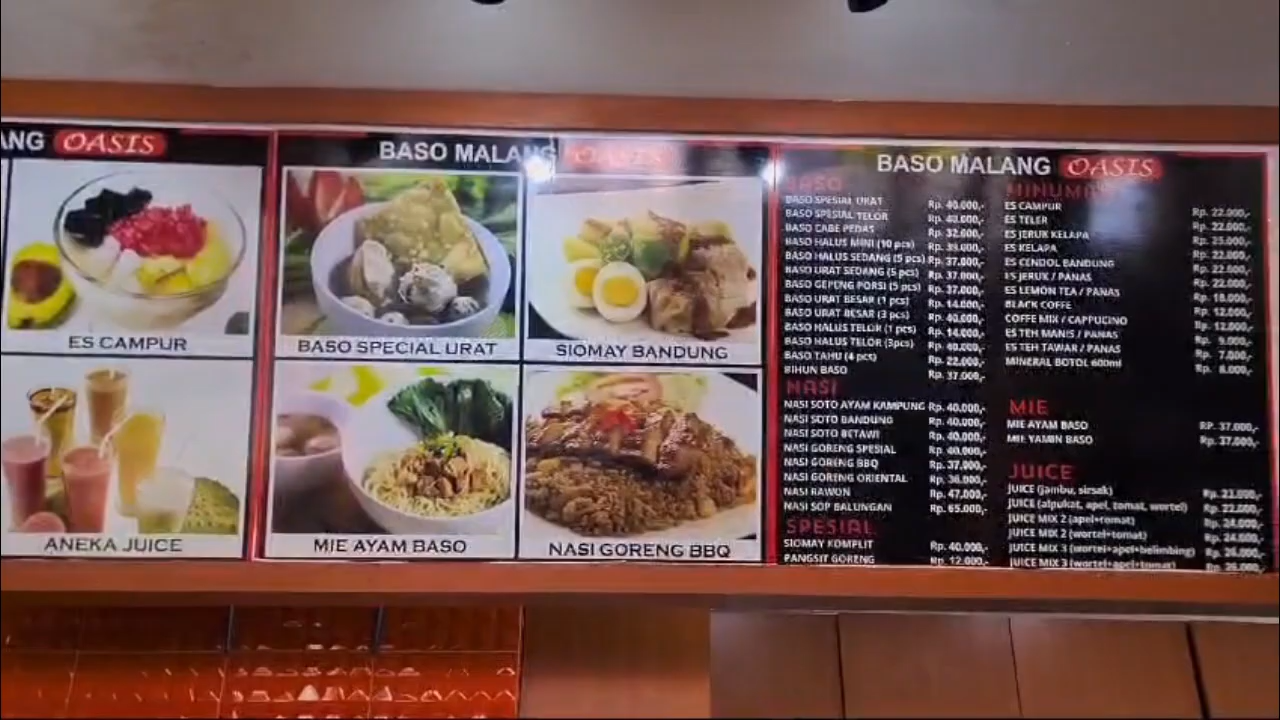 ANG OASIS
ES CAMPUR
ANEKA JUICE
BASO MALANG OASIS
BASO SPECIAL URAT
SIOMAY BANDUNG
MIE AYAM BASO
NASI GORENG BBQ
BASO MALANG OASIS
BASO
BASO SPESIAL URAT Rp. 40.000,-
BASO SPESIAL TELOR Rp. 40.000,-
BASO CABE PEDAS Rp. 32.000,-
BASO HALUS MINI (10 pcs) Rp. 39.000,-
BASO HALUS SEDANG (5 pcs) Rp. 37.000,-
BASO URAT SEDANG (5 pcs) Rp. 37.000,-
BASO GEPENG PORSI (5 pcs) Rp. 37.000,-
BASO URAT BESAR (1 pcs) Rp. 14.000,-
BASO URAT BESAR (3 pcs) Rp. 40.000,-
BASO HALUS TELOR (1 pcs) Rp. 14.000,-
BASO HALUS TELOR (3pcs) Rp. 40.000,-
BASO TAHU (4 pcs) Rp. 22.000,-
BIHUN BASO Rp. 37.000,-
NASI
NASI SOTO AYAM KAMPUNG Rp. 40.000,-
NASI SOTO BANDUNG Rp. 40.000,-
NASI SOTO BETAWI Rp. 40.000,-
NASI GORENG SPESIAL Rp. 40.000,-
NASI GORENG BBQ Rp. 37.000,-
NASI GORENG ORIENTAL Rp. 36.000,-
NASI RAWON Rp. 47.000,-
NASI SOP BALUNGAN Rp. 65.000,-
SPESIAL
SIOMAY KOMPLIT Rp. 40.000,-
PANGSIT GORENG Rp. 12.000,-
MINUMAN
ES CAMPUR Rp. 22.000,-
ES TELER Rp. 22.000,-
ES JERUK KELAPA Rp. 25.000,-
ES KELAPA Rp. 22.000,-
ES CENDOL BANDUNG Rp. 22.000,-
ES JERUK / PANAS Rp. 22.000,-
ES LEMON TEA / PANAS Rp. 18.000,-
BLACK COFFE Rp. 12.000,-
COFFE MIX / CAPPUCINO Rp. 12.000,-
ES TEH MANIS / PANAS Rp. 9.000,-
ES TEH TAWAR / PANAS Rp. 7.000,-
MINERAL BOTOL 600ml Rp. 8.000,-
MIE
MIE AYAM BASO RP. 37.000,-
MIE YAMIN BASO Rp. 37.000,-
JUICE
JUICE (jambu, sirsak) Rp. 21.000,-
JUICE (alpukat, apel, tomat, wortel) Rp. 22.000,-
JUICE MIX 2 (apel+tomat) Rp. 24.000,-
JUICE MIX 2 (wortel+tomat) Rp. 24.000,-
JUICE MIX 3 (wortel+apel+belimbing) Rp. 26.000,-
JUICE MIX 3 (wortel+apel+tomat) Rp. 26.000,-